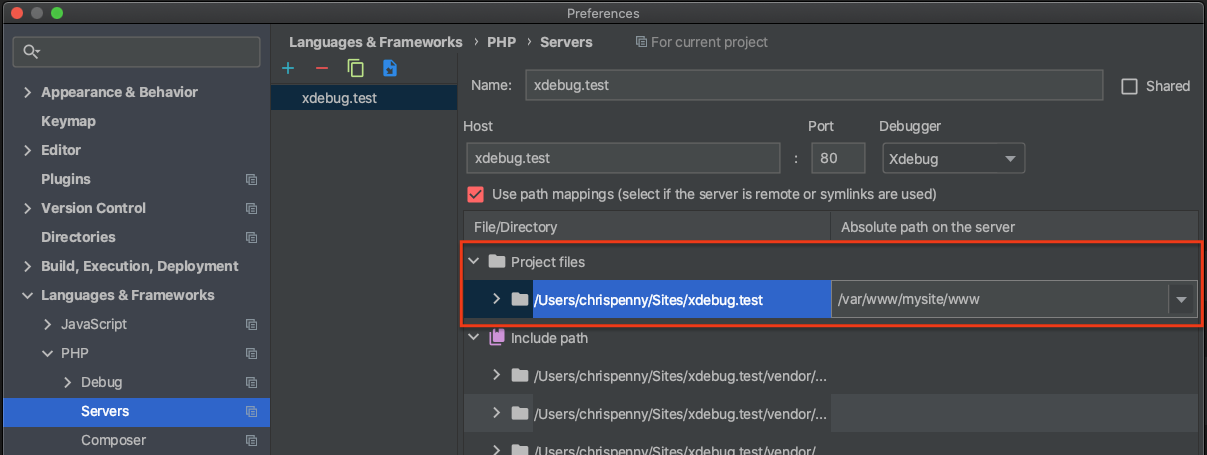 Preferences
Languages & Frameworks › PHP › Servers For current project
Appearance & Behavior
Keymap
Editor
Plugins
Version Control
Directories
Build, Execution, Deployment
Languages & Frameworks
JavaScript
PHP
Debug
Servers
Composer
xdebug.test
Name: xdebug.test Shared
Host Port Debugger
xdebug.test : 80 Xdebug
Use path mappings (select if the server is remote or symlinks are used)
File/Directory Absolute path on the server
Project files
/Users/chrispenny/Sites/xdebug.test /var/www/mysite/www
Include path
/Users/chrispenny/Sites/xdebug.test/vendor/...
/Users/chrispenny/Sites/xdebug.test/vendor/...
/Users/chrispenny/Sites/xdebug.test/vendor/...